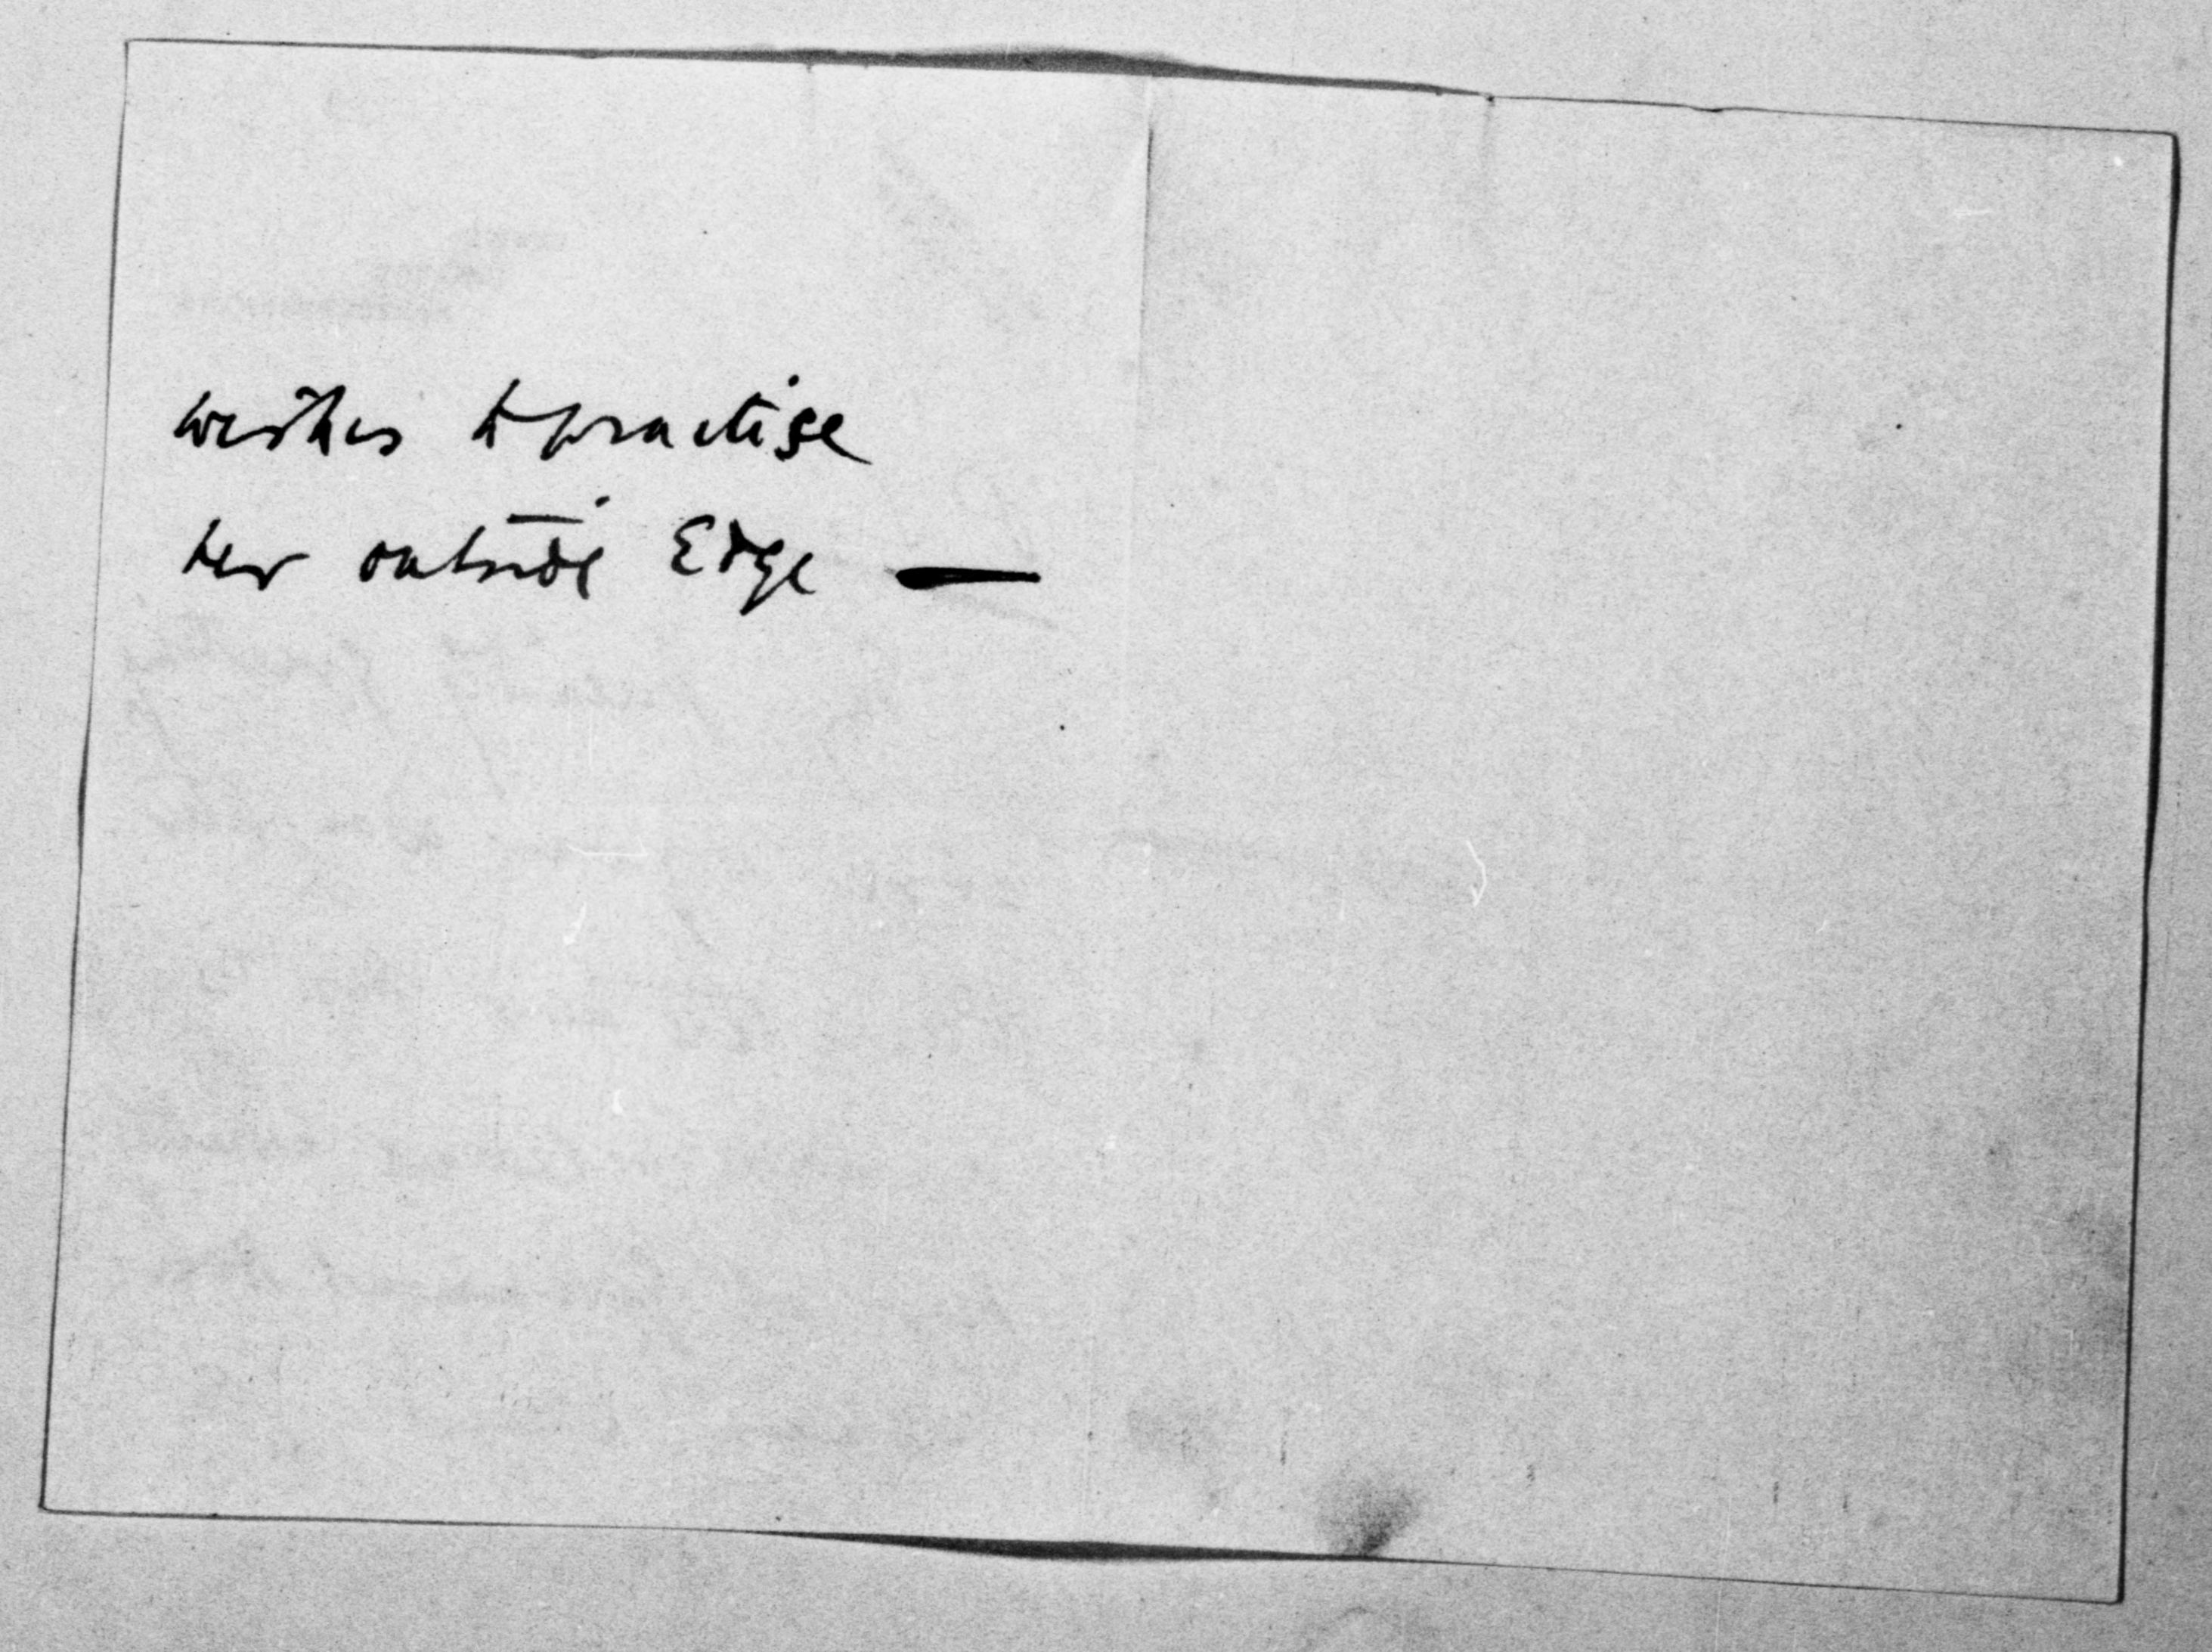 wishes to practise
her outside Edge —